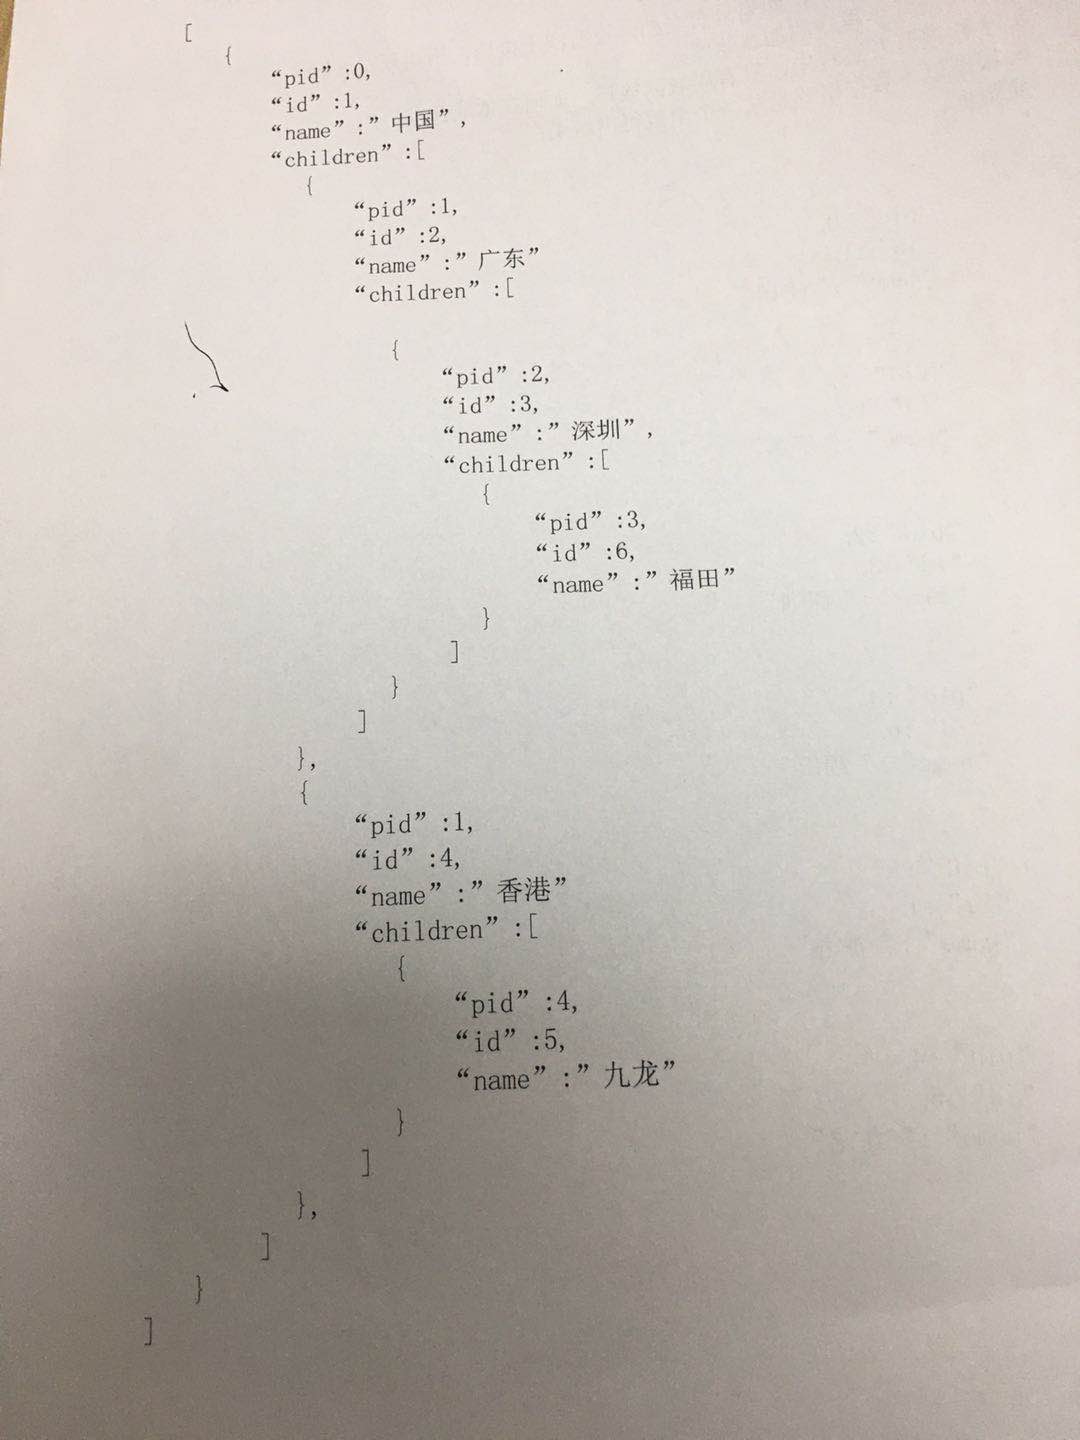 [
{
“pid”:0,
“id”:1,
“name”:”中国”,
“children”:[
{
“pid”:1,
“id”:2,
“name”:”广东”
“children”:[
{
“pid”:2,
“id”:3,
“name”:”深圳”,
“children”:[
{
“pid”:3,
“id”:6,
“name”:”福田”
}
]
}
]
},
{
“pid”:1,
“id”:4,
“name”:”香港”
“children”:[
{
“pid”:4,
“id”:5,
“name”:”九龙”
}
]
},
]
}
]